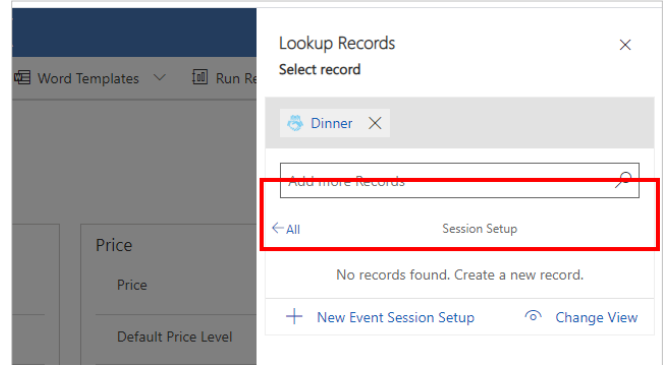 Lookup Records
Select record
Word Templates
Run Re
Dinner
Add more Records
All
Session Setup
No records found. Create a new record.
New Event Session Setup
Change View
Price
Price
Default Price Level